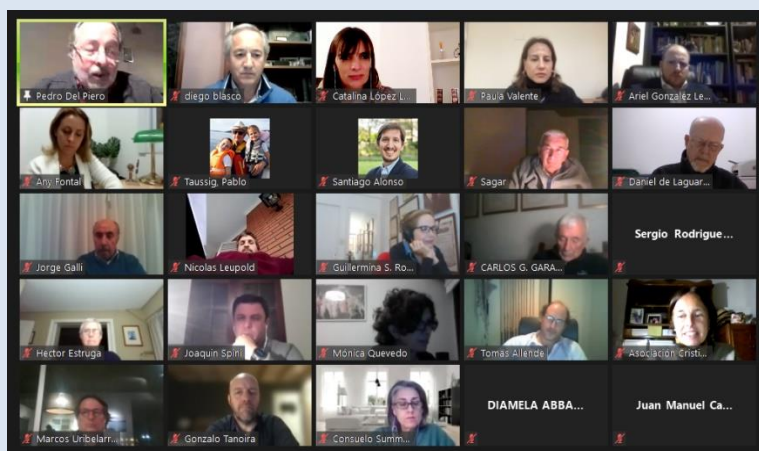 Pedro Del Piero
diego blasco
Catalina López L...
Paula Valente
Ariel González Le...
Any Fontal
Taussig, Pablo
Santiago Alonso
Sagar
Daniel de Laguar...
Jorge Galli
Nicolas Leupold
Guillermina S. Ro...
CARLOS G. GARA...
Sergio Rodrigue...
Hector Estruga
Joaquin Spini
Mónica Quevedo
Tomas Allende
Asociación Cristi...
Marcos Uribelarr...
Gonzalo Tanoira
Consuelo Summ...
DIAMELA ABBA...
Juan Manuel Ca...